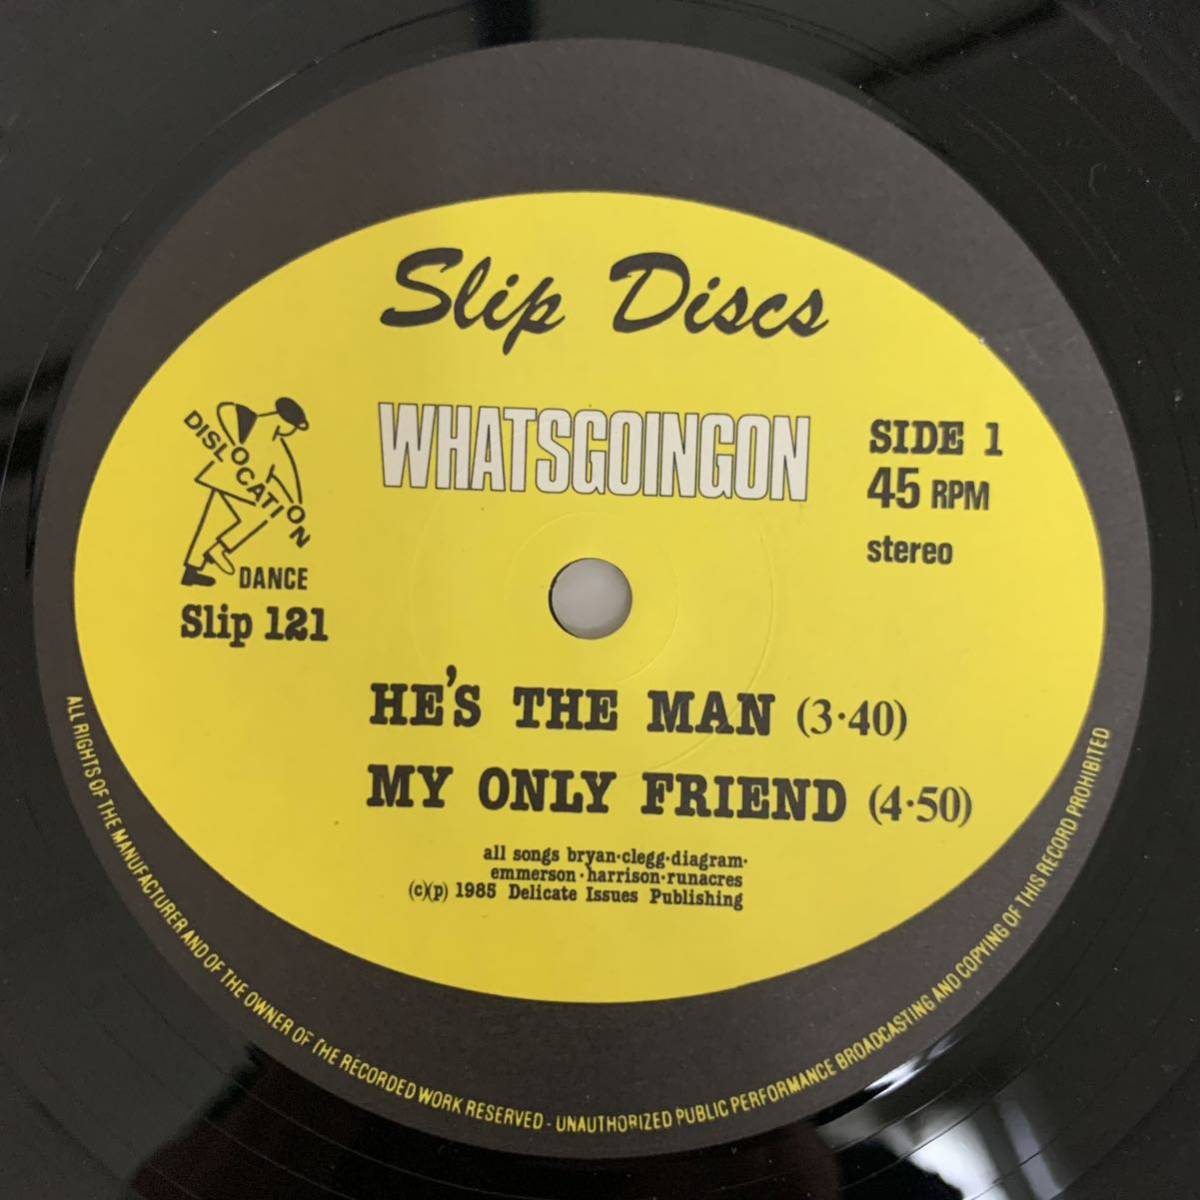 Slip Discs
WHATSGOINGON
SIDE 1
45 RPM
stereo
DISLOCATION
DANCE
Slip 121
HE'S THE MAN (3·40)
MY ONLY FRIEND (4·50)
all songs bryan·clegg·diagram·
emmerson·harrison·runacres
(c)(p) 1985 Delicate Issues Publishing
ALL RIGHTS OF THE MANUFACTURER AND OF THE OWNER OF THE RECORDED WORK RESERVED - UNAUTHORIZED PUBLIC PERFORMANCE BROADCASTING AND COPYING OF THIS RECORD PROHIBITED